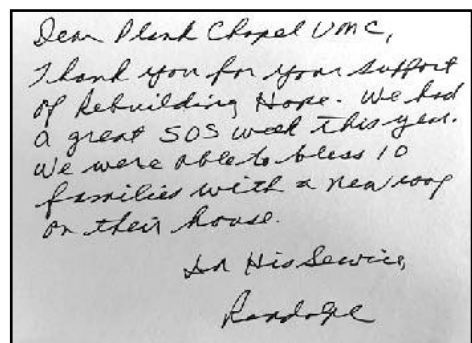 Dear Plank Chapel UMC,
Thank you for your support
of Rebuilding Hope. We had
a great SOS week this year.
We were able to bless 10
families with a new roof
on their house.
In His Service,
Randolph